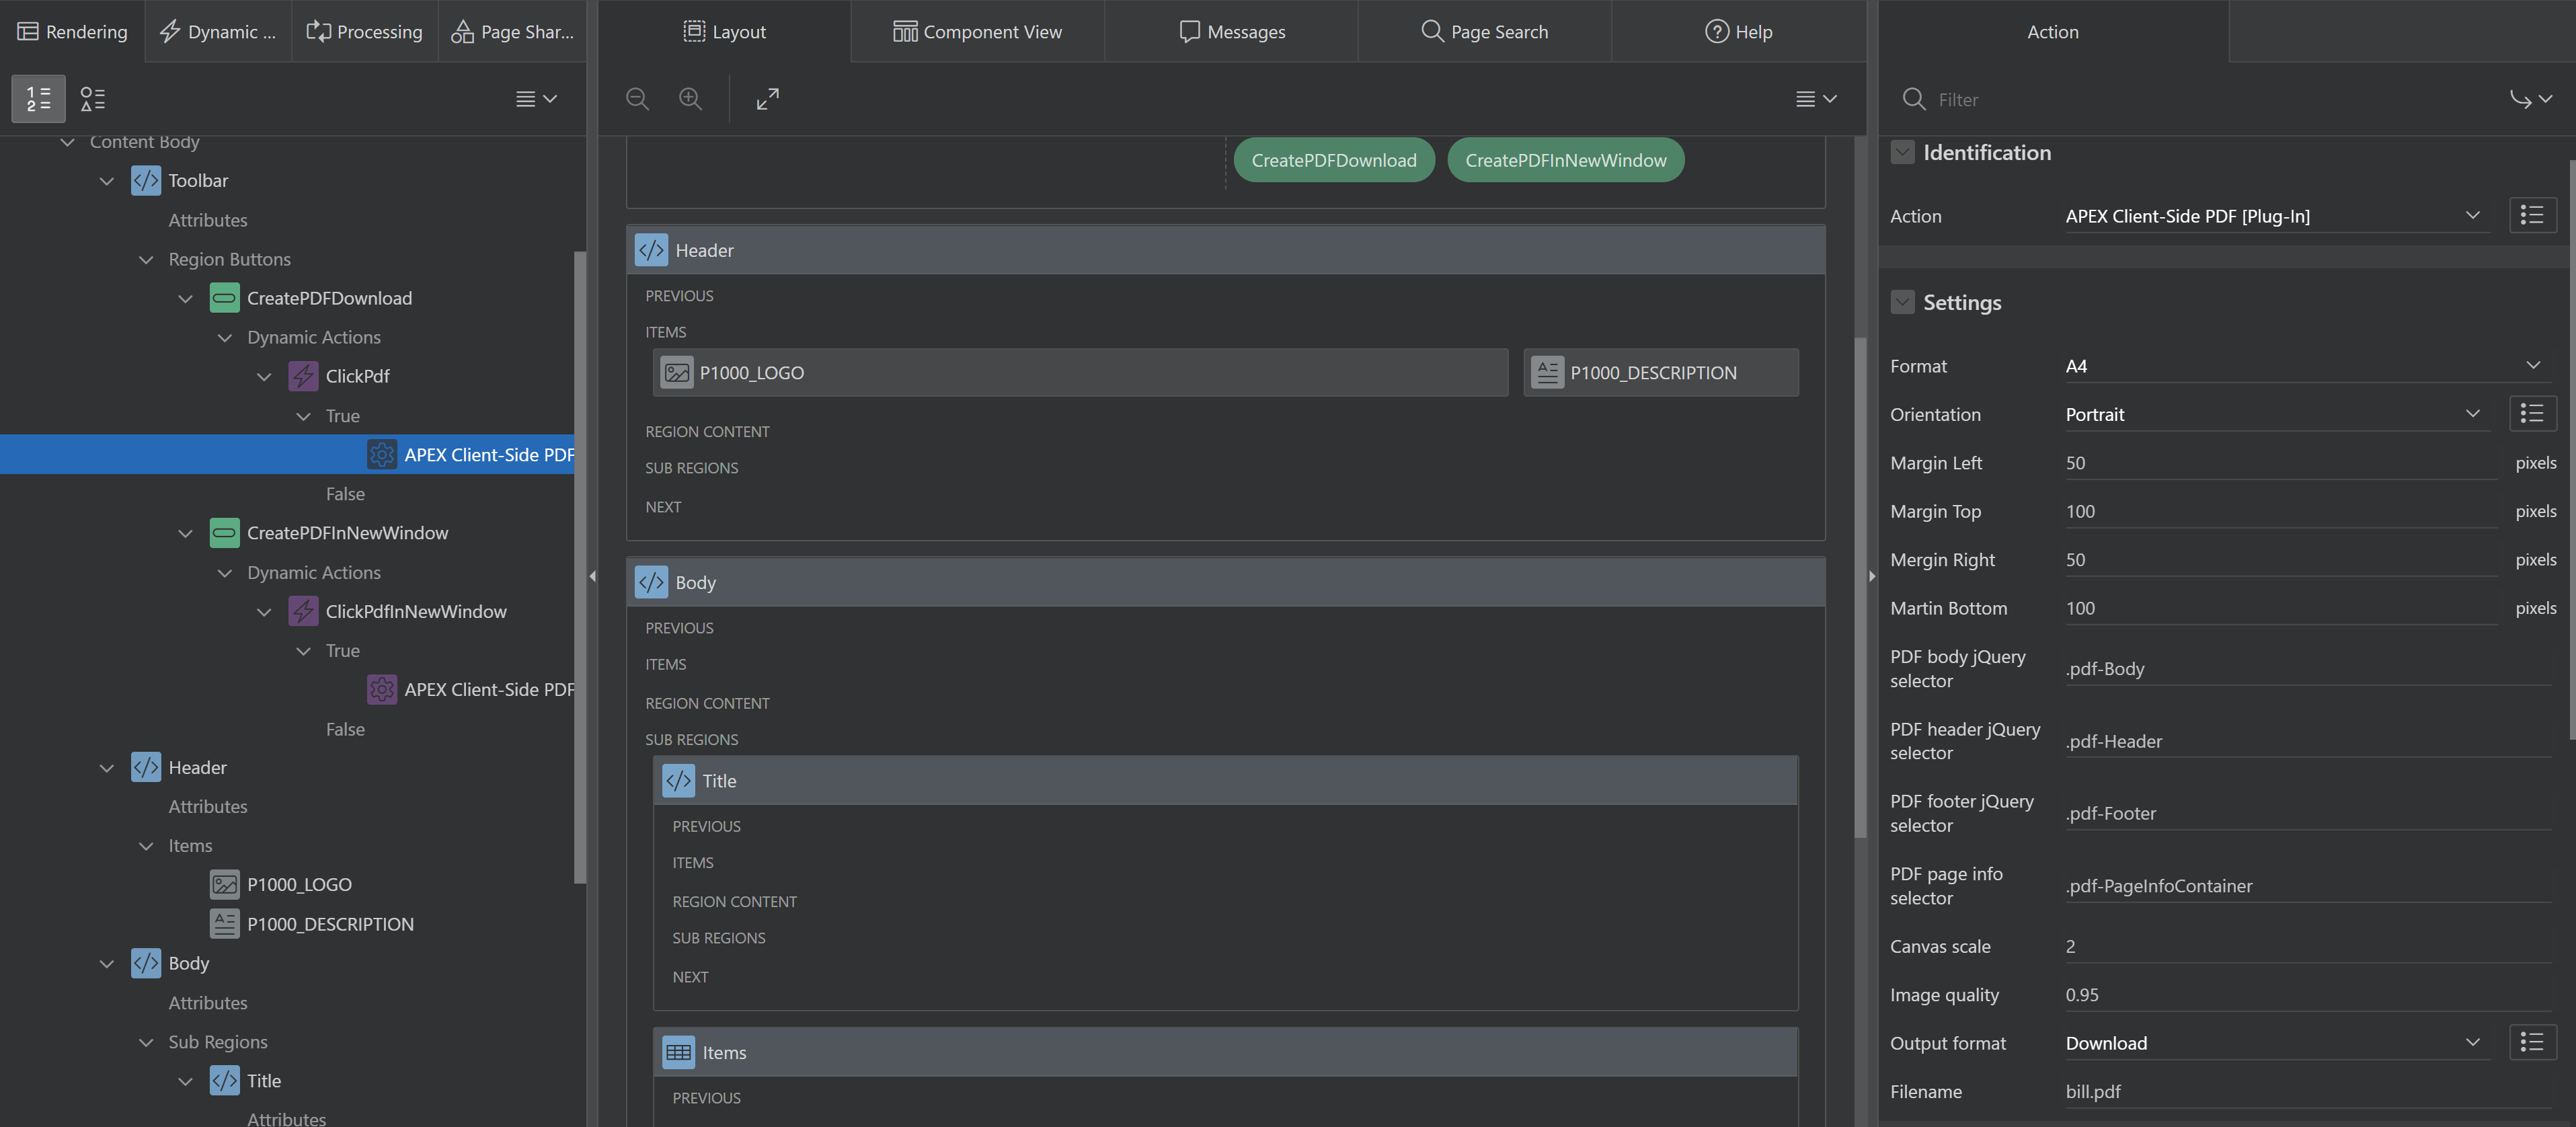 Rendering
Dynamic ...
Processing
Page Shar...
Layout
Component View
Messages
Page Search
Help
Action
Content Body
Toolbar
Attributes
Region Buttons
CreatePDFDownload
Dynamic Actions
ClickPdf
True
APEX Client-Side PDF
False
CreatePDFInNewWindow
Dynamic Actions
ClickPdfInNewWindow
True
APEX Client-Side PDF
False
Header
Attributes
Items
P1000_LOGO
P1000_DESCRIPTION
Body
Attributes
Sub Regions
Title
Attributes
CreatePDFDownload
CreatePDFInNewWindow
Header
PREVIOUS
ITEMS
P1000_LOGO
P1000_DESCRIPTION
REGION CONTENT
SUB REGIONS
NEXT
Body
PREVIOUS
ITEMS
REGION CONTENT
SUB REGIONS
Title
PREVIOUS
ITEMS
REGION CONTENT
SUB REGIONS
NEXT
Items
PREVIOUS
Filter
Identification
Action APEX Client-Side PDF [Plug-In]
Settings
Format A4
Orientation Portrait
Margin Left 50 pixels
Margin Top 100 pixels
Mergin Right 50 pixels
Martin Bottom 100 pixels
PDF body jQuery
selector .pdf-Body
PDF header jQuery
selector .pdf-Header
PDF footer jQuery
selector .pdf-Footer
PDF page info
selector .pdf-PageInfoContainer
Canvas scale 2
Image quality 0.95
Output format Download
Filename bill.pdf